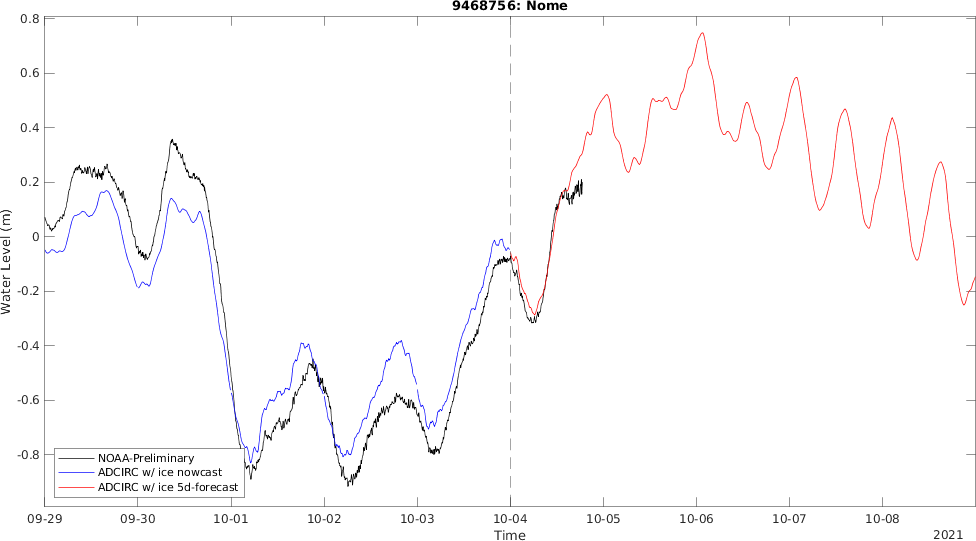 9468756: Nome
Water Level (m)
0.8
0.6
0.4
0.2
0
-0.2
-0.4
-0.6
-0.8
NOAA-Preliminary
ADCIRC w/ ice nowcast
ADCIRC w/ ice 5d-forecast
09-29 09-30 10-01 10-02 10-03 10-04 10-05 10-06 10-07 10-08
Time
2021